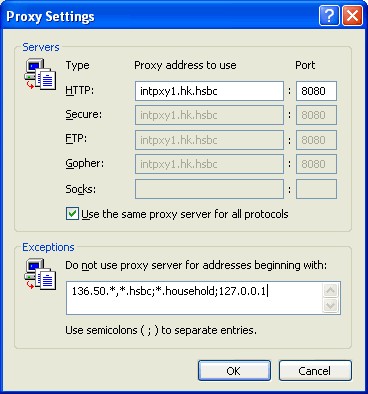 Proxy Settings
Servers
Type Proxy address to use Port
HTTP: intpxy1.hk.hsbc : 8080
Secure: intpxy1.hk.hsbc : 8080
FTP: intpxy1.hk.hsbc : 8080
Gopher: intpxy1.hk.hsbc : 8080
Socks: :
Use the same proxy server for all protocols
Exceptions
Do not use proxy server for addresses beginning with:
136.50.*,*.hsbc;*.household;127.0.0.1
Use semicolons ( ; ) to separate entries.
OK Cancel